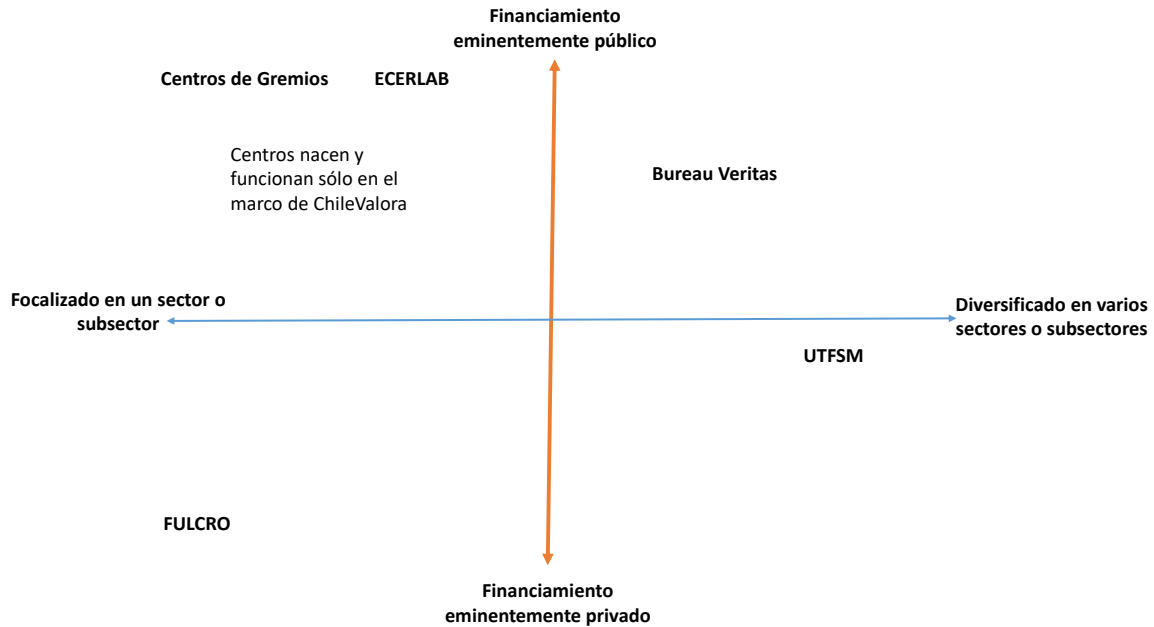 Financiamiento
eminentemente público
Centros de Gremios
ECERLAB
Centros nacen y
funcionan sólo en el
marco de ChileValora
Bureau Veritas
Focalizado en un sector o
subsector
Diversificado en varios
sectores o subsectores
UTFSM
FULCRO
Financiamiento
eminentemente privado